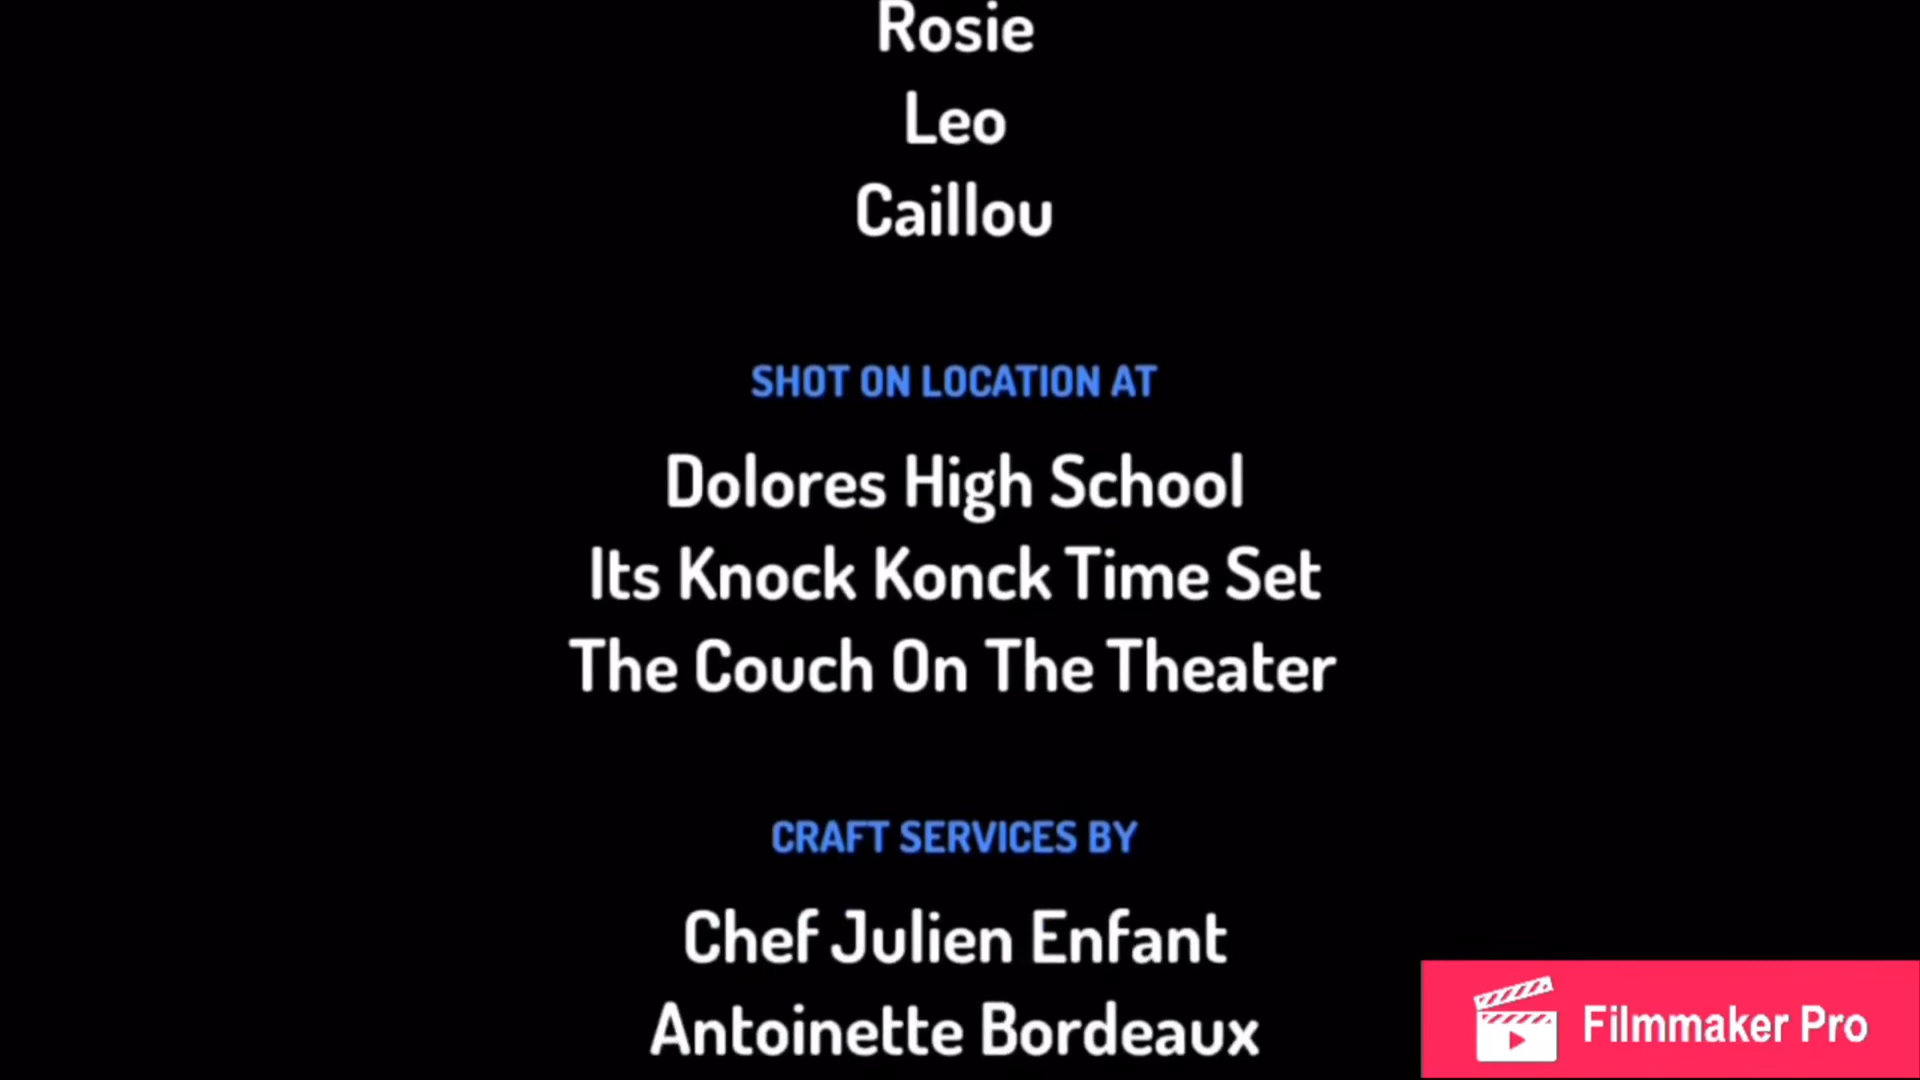 Rosie
Leo
Caillou
SHOT ON LOCATION AT
Dolores High School
Its Knock Konck Time Set
The Couch On The Theater
CRAFT SERVICES BY
Chef Julien Enfant
Antoinette Bordeaux
Filmmaker Pro